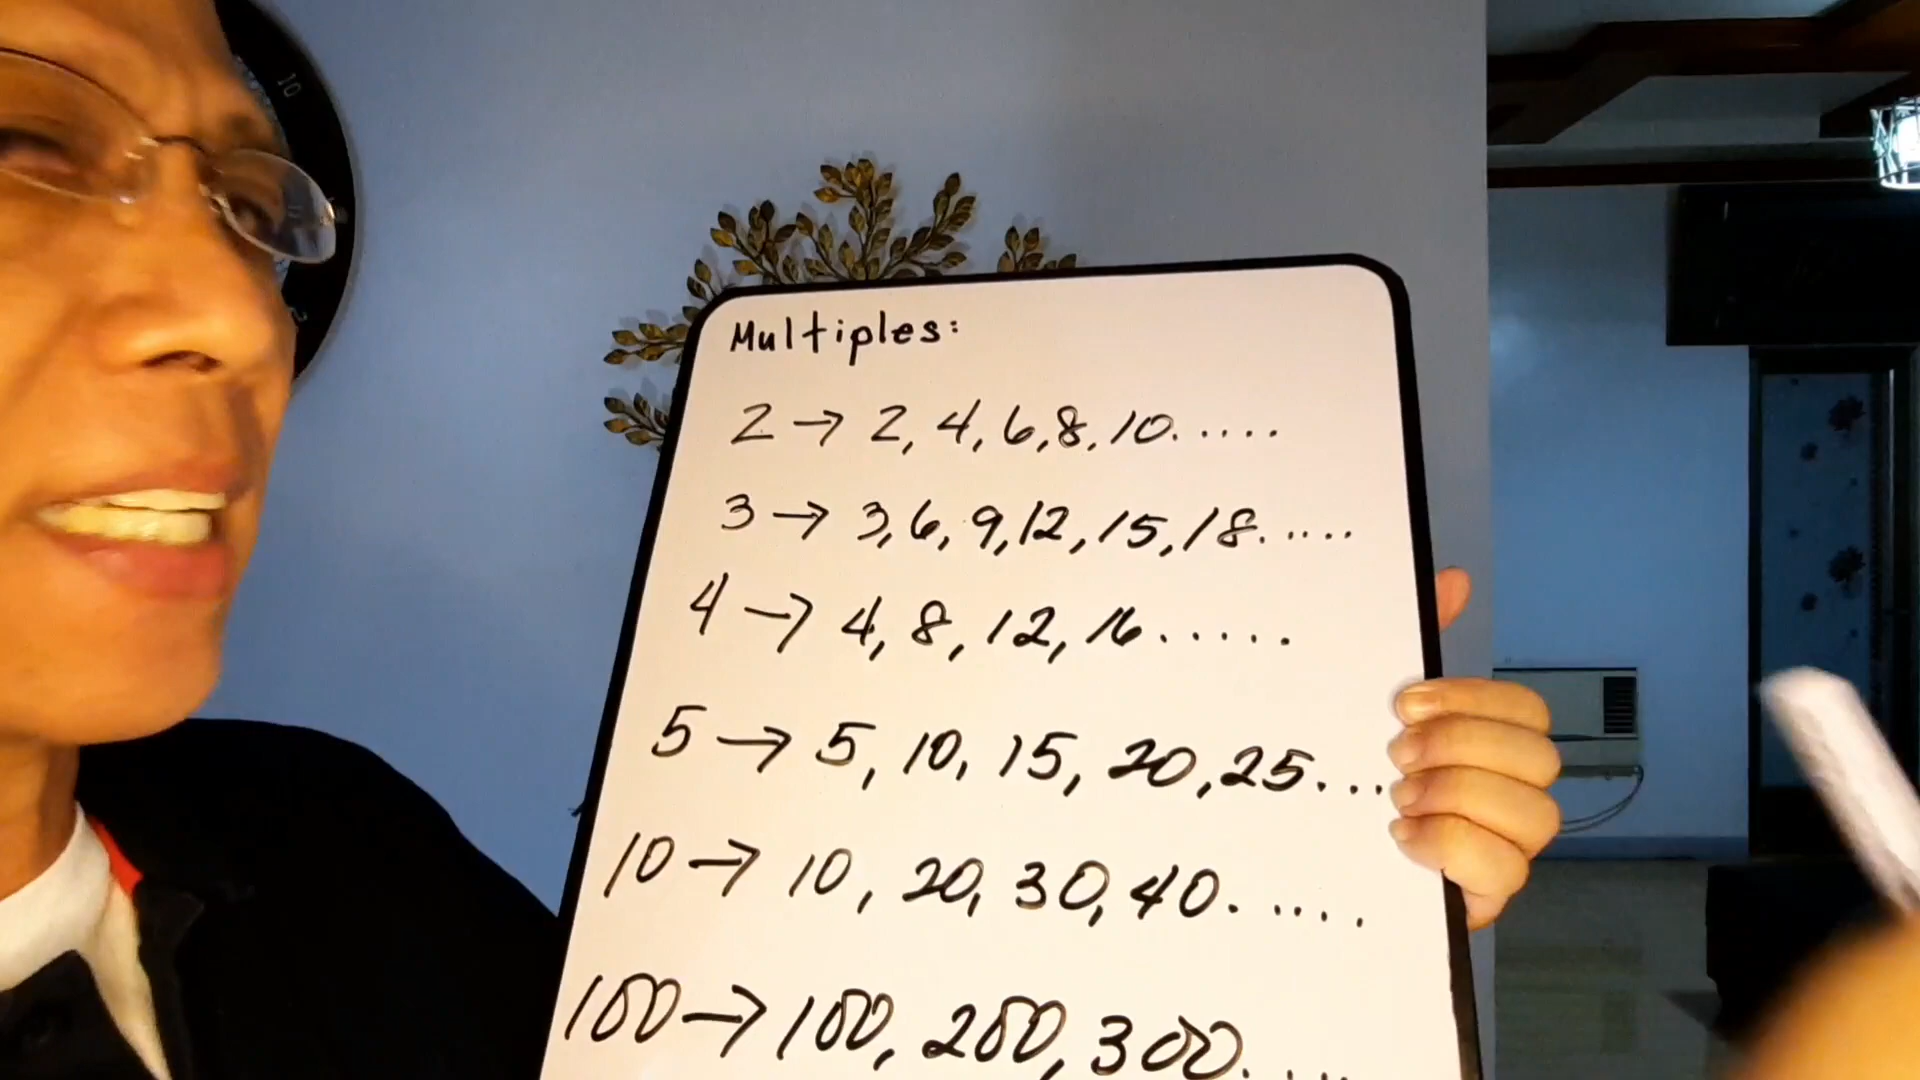 10
Multiples:
2 → 2, 4, 6, 8, 10.....
3 → 3, 6, 9, 12, 15, 18.....
4 → 4, 8, 12, 16.....
5 → 5, 10, 15, 20, 25...
10 → 10, 20, 30, 40.....
100 → 100, 200, 300....